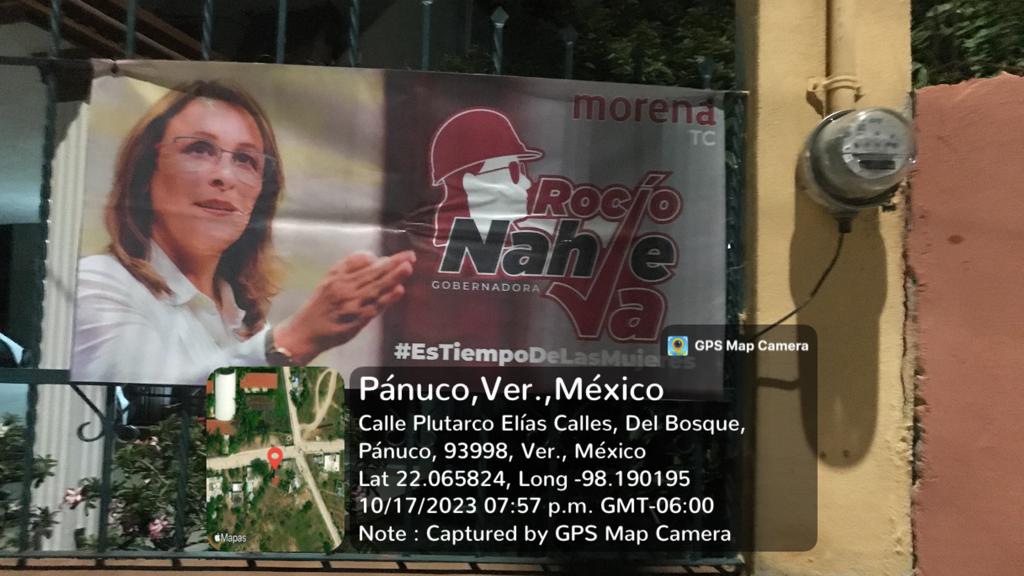 morena
TC
Rocío
Nahle
GOBERNADORA
Va
#EsTiempoDeLasMujeres
GPS Map Camera
Pánuco,Ver.,México
Calle Plutarco Elías Calles, Del Bosque,
Pánuco, 93998, Ver., México
Lat 22.065824, Long -98.190195
10/17/2023 07:57 p.m. GMT-06:00
Note : Captured by GPS Map Camera
Mapas